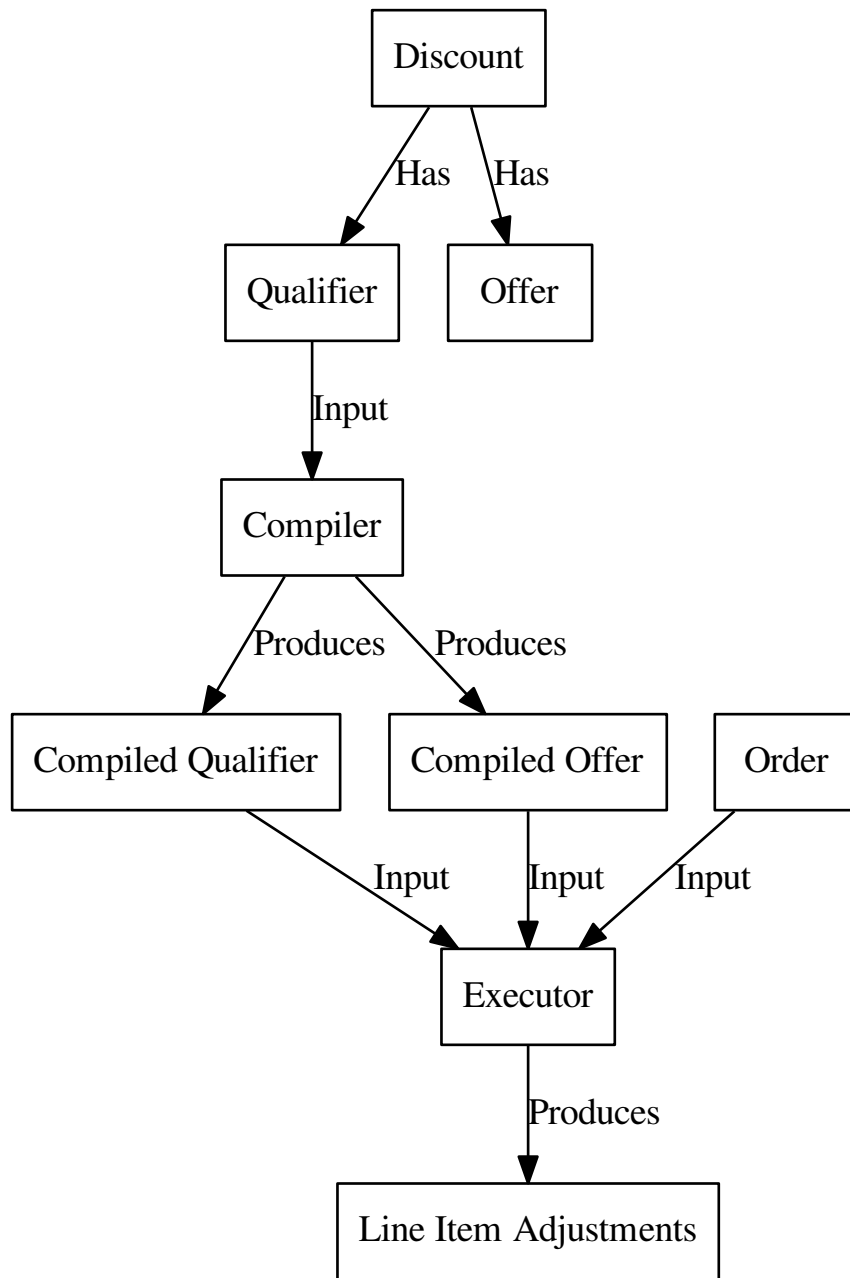 Discount
Has
Has
Qualifier
Offer
Input
Compiler
Produces
Produces
Compiled Qualifier
Compiled Offer
Order
Input
Input
Input
Executor
Produces
Line Item Adjustments